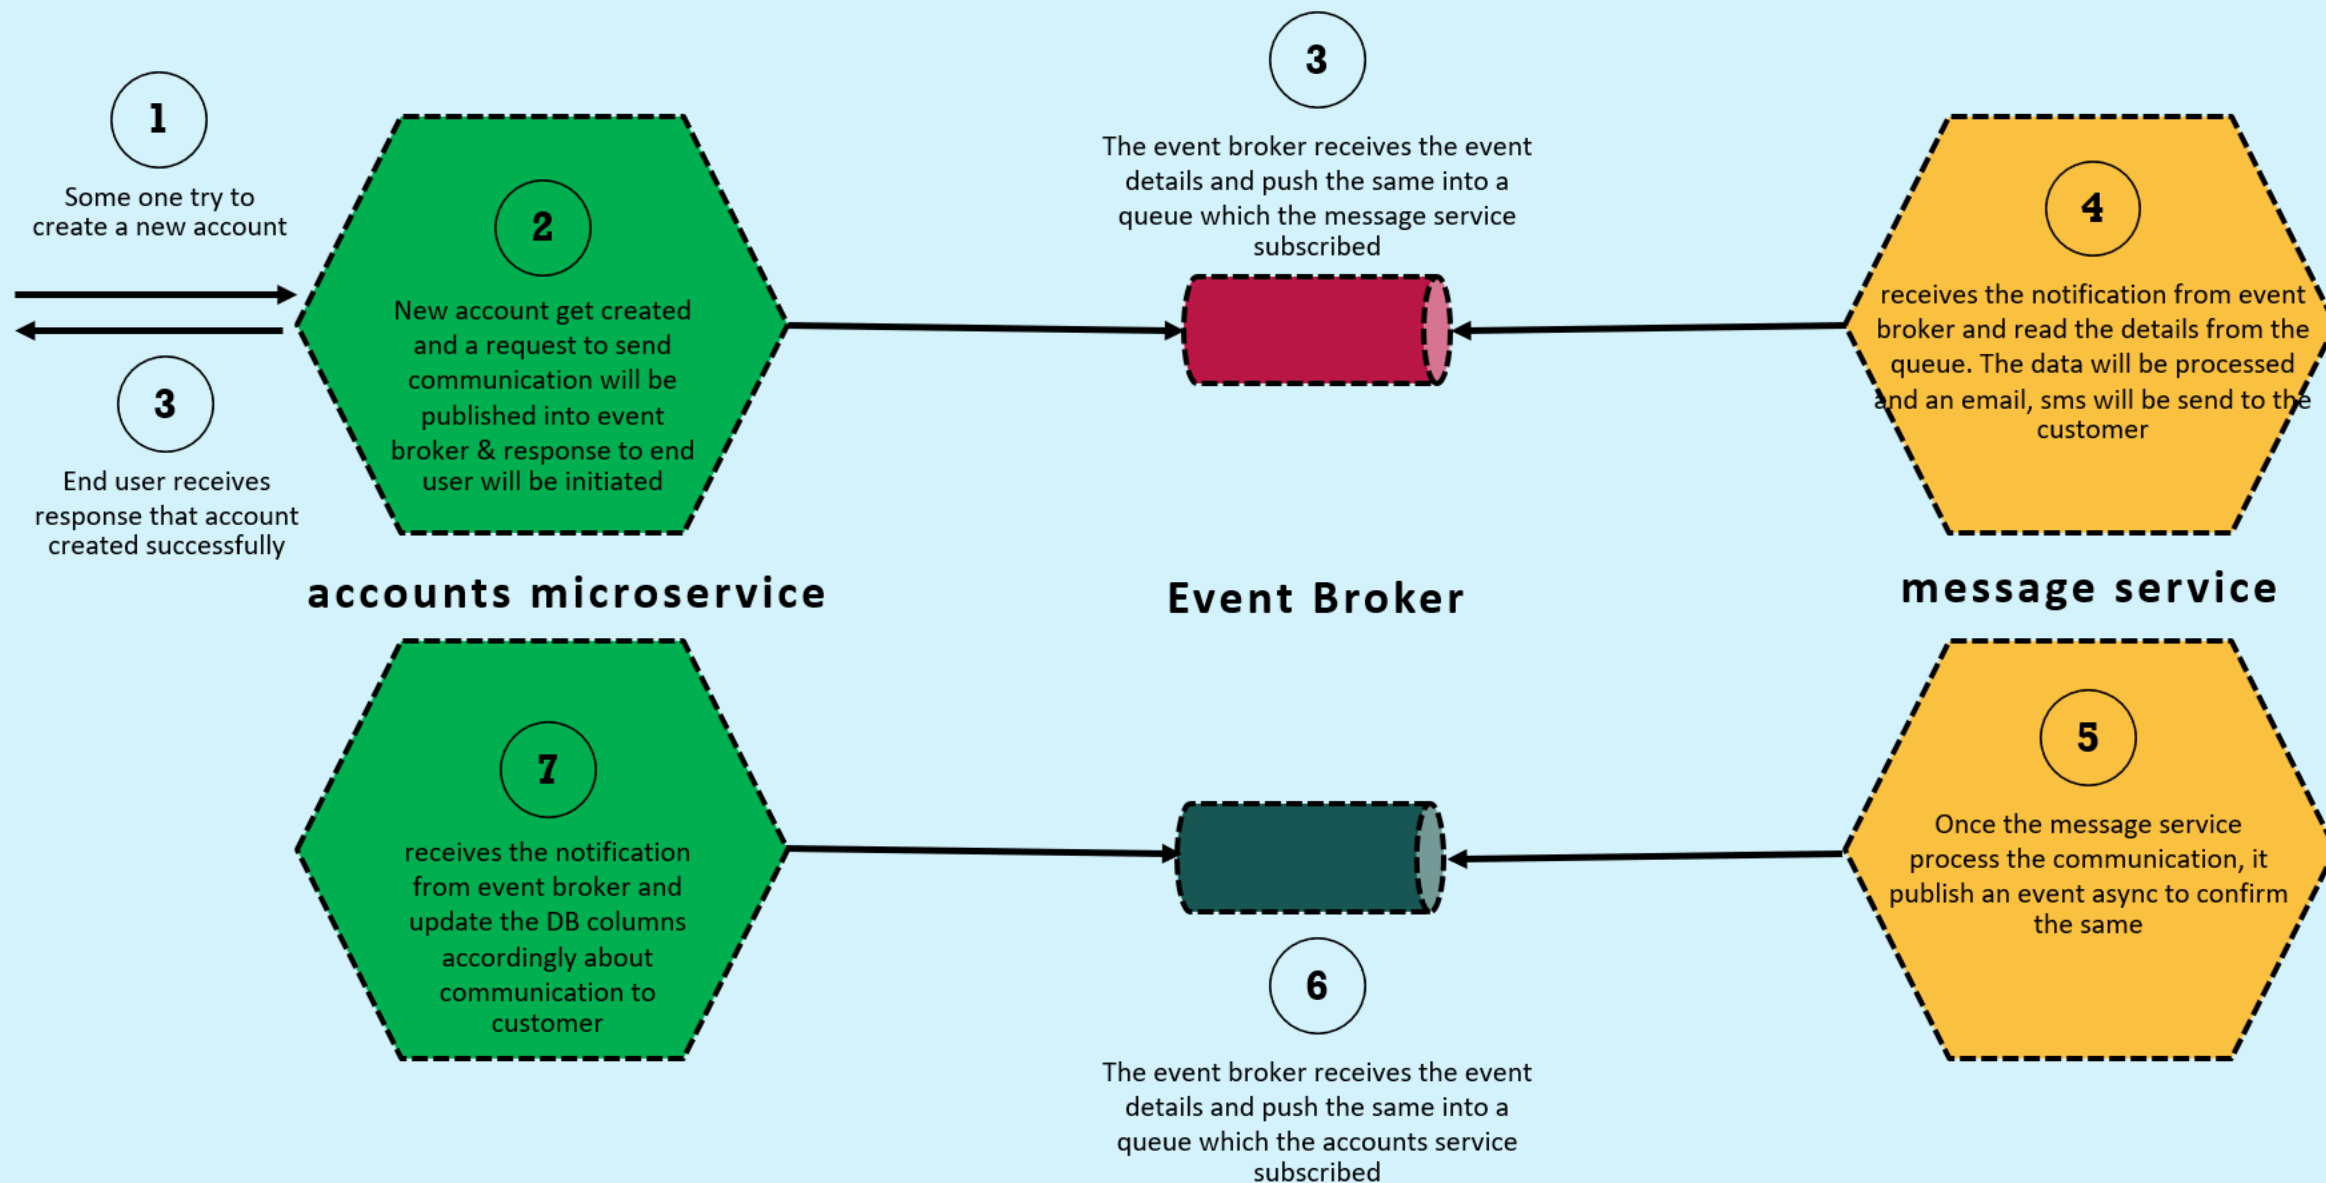 1
Some one try to
create a new account
3
End user receives
response that account
created successfully
2
New account get created
and a request to send
communication will be
published into event
broker & response to end
user will be initiated
3
The event broker receives the event
details and push the same into a
queue which the message service
subscribed
4
receives the notification from event
broker and read the details from the
queue. The data will be processed
and an email, sms will be send to the
customer
accounts microservice
Event Broker
message service
7
receives the notification
from event broker and
update the DB columns
accordingly about
communication to
customer
6
The event broker receives the event
details and push the same into a
queue which the accounts service
subscribed
5
Once the message service
process the communication, it
publish an event async to confirm
the same